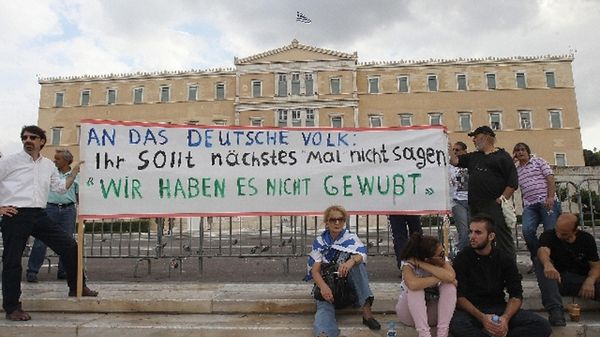 AN DAS DEUTSCHE VOLK:
Ihr SOLLT NÄCHSTES MAL NICHT SAGEN
"WIR HABEN ES NICHT GEWUßT"